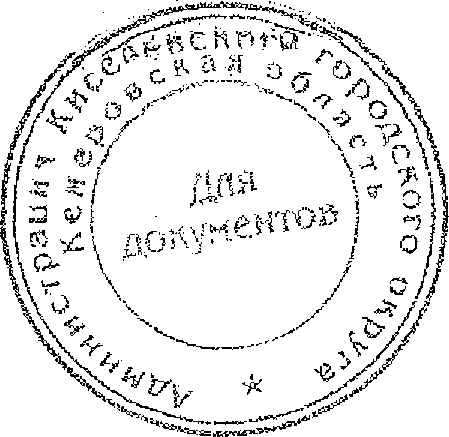 Администрация Киселевского городского округа
Кемеровская область
Для
документов